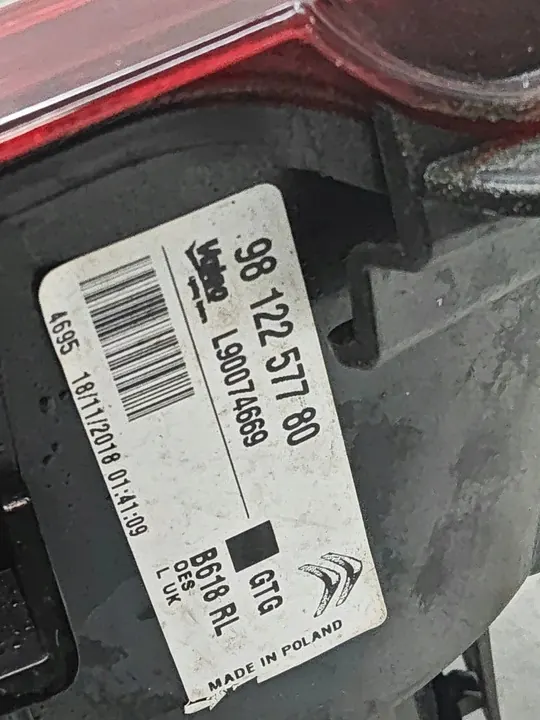 98 122 577 80
Valeo
L90074669
4695 18/11/2018 01:41:09
GTG
B618 RL
OES
L UK
MADE IN POLAND